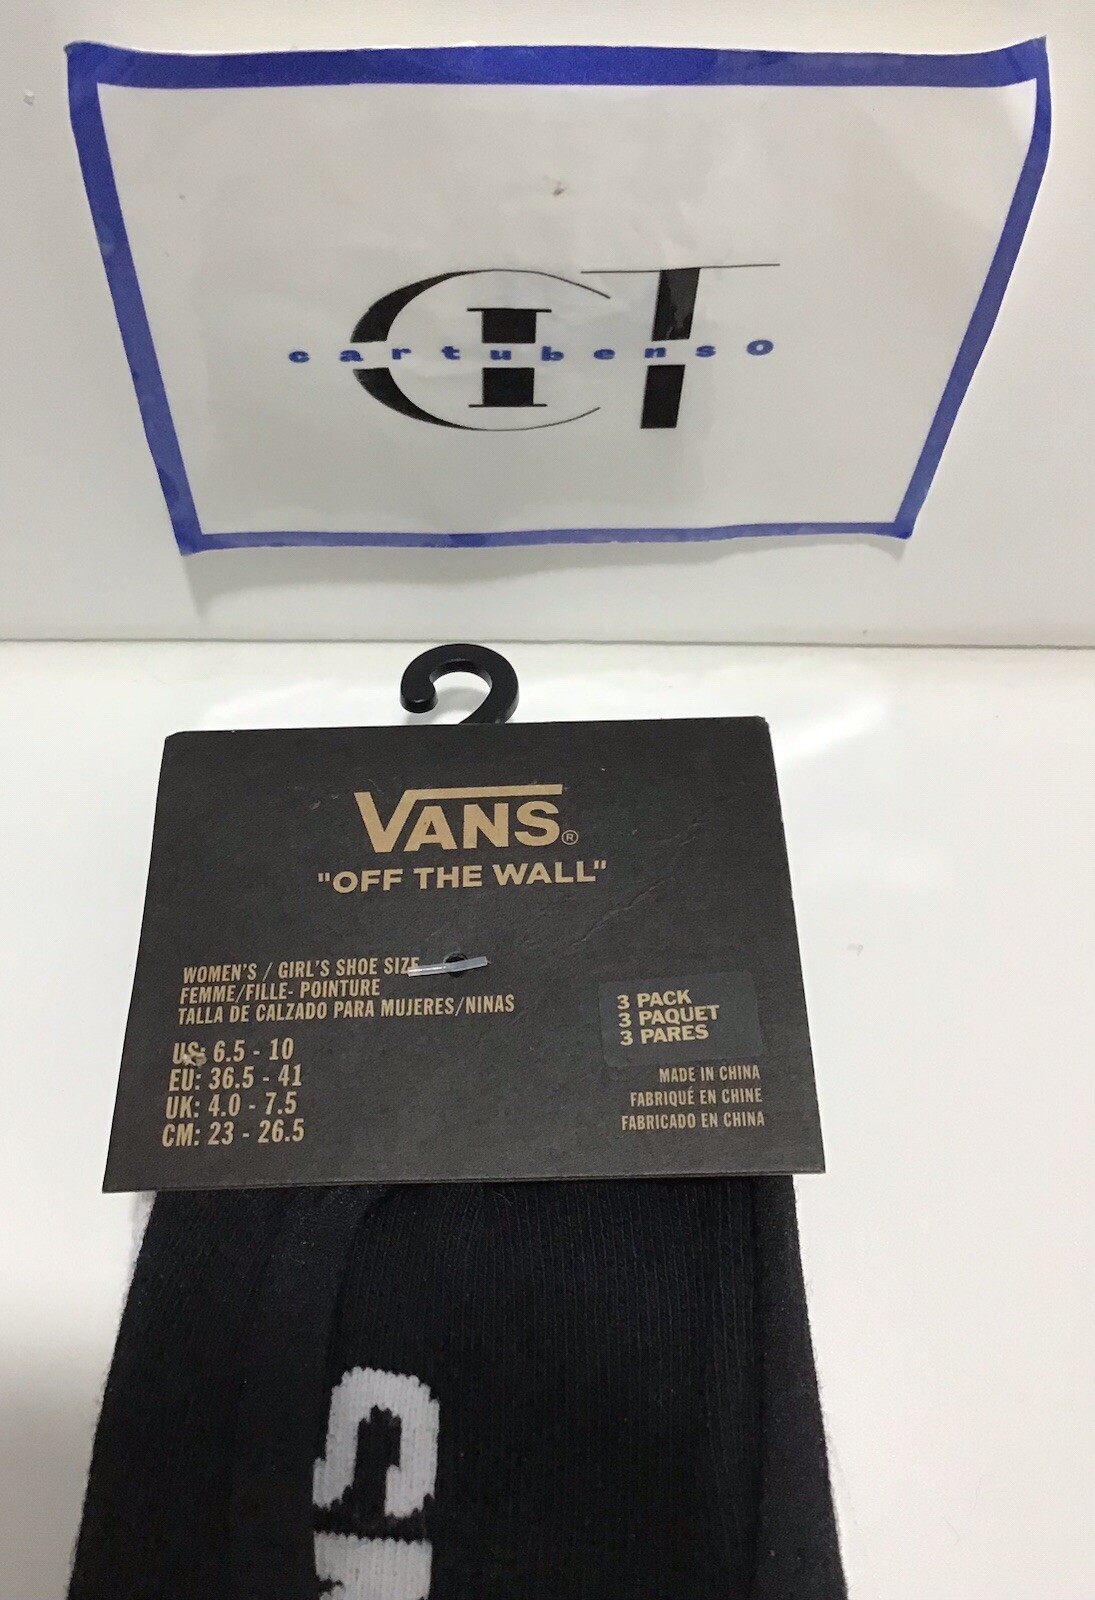 CIT
cartubensO
VANS®
"OFF THE WALL"
WOMEN'S / GIRL'S SHOE SIZE
FEMME/FILLE- POINTURE
TALLA DE CALZADO PARA MUJERES/NINAS
US: 6.5 - 10
EU: 36.5 - 41
UK: 4.0 - 7.5
CM: 23 - 26.5
3 PACK
3 PAQUET
3 PARES
MADE IN CHINA
FABRIQUÉ EN CHINE
FABRICADO EN CHINA